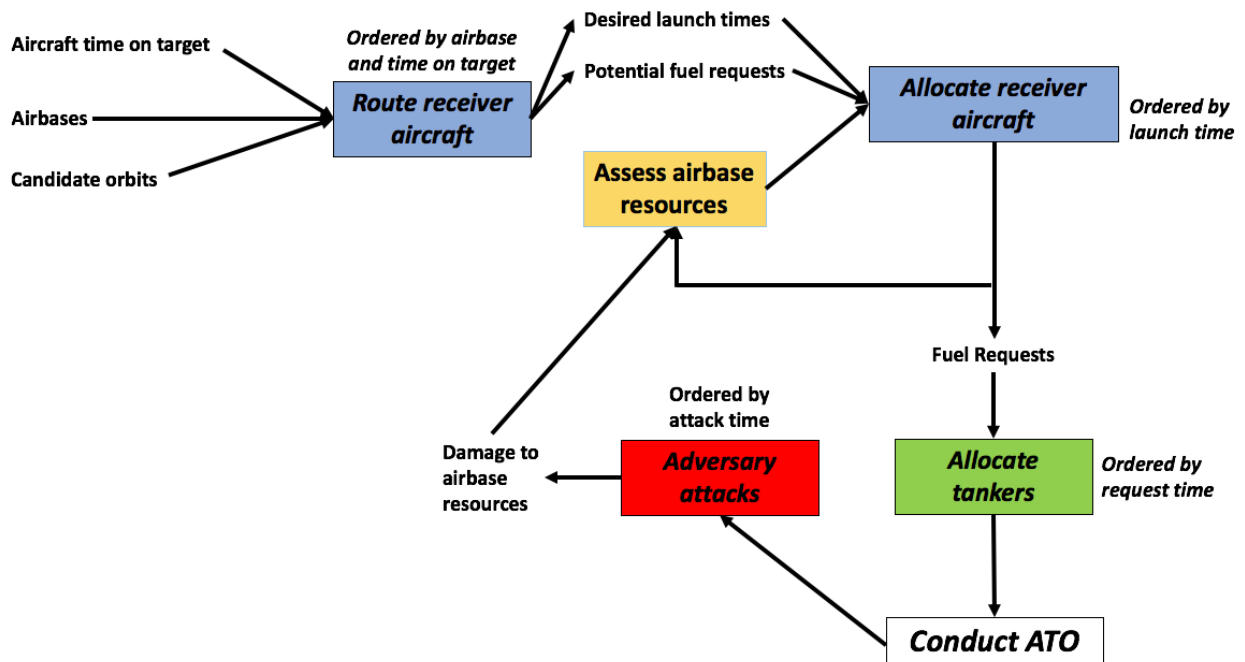 Aircraft time on target
Airbases
Candidate orbits
Ordered by airbase
and time on target
Route receiver
aircraft
Desired launch times
Potential fuel requests
Allocate receiver
aircraft
Ordered by
launch time
Assess airbase
resources
Fuel Requests
Ordered by
attack time
Adversary
attacks
Damage to
airbase
resources
Allocate
tankers
Ordered by
request time
Conduct ATO